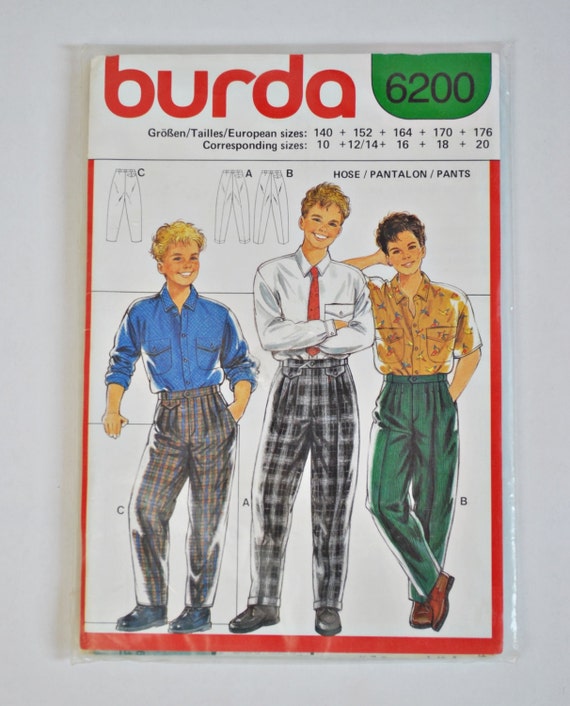 burda 6200
Größen/Tailles/European sizes: 140 + 152 + 164 + 170 + 176
Corresponding sizes: 10 +12/14+ 16 + 18 + 20
C A B HOSE / PANTALON / PANTS
C A B